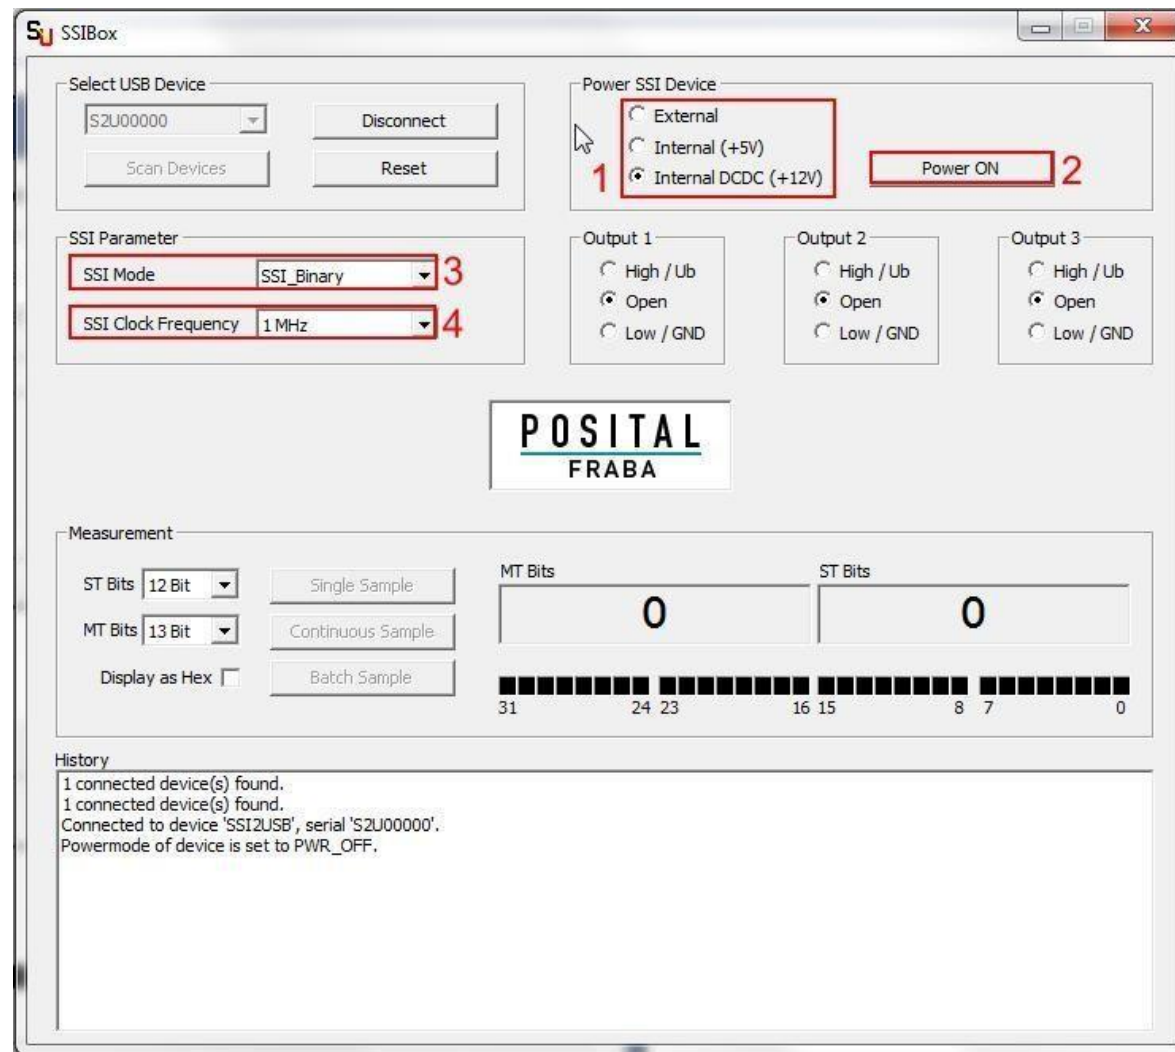 SU SSIBox
Select USB Device
S2U00000
Disconnect
Scan Devices
Reset
Power SSI Device
External
Internal (+5V)
Internal DCDC (+12V)
1
Power ON
2
SSI Parameter
SSI Mode
SSI_Binary
3
SSI Clock Frequency
1 MHz
4
Output 1
High / Ub
Open
Low / GND
Output 2
High / Ub
Open
Low / GND
Output 3
High / Ub
Open
Low / GND
POSITAL
FRABA
Measurement
ST Bits
12 Bit
Single Sample
MT Bits
13 Bit
Continuous Sample
Display as Hex
Batch Sample
MT Bits
0
ST Bits
0
31 24 23 16 15 8 7 0
History
1 connected device(s) found.
1 connected device(s) found.
Connected to device 'SSI2USB', serial 'S2U00000'.
Powermode of device is set to PWR_OFF.